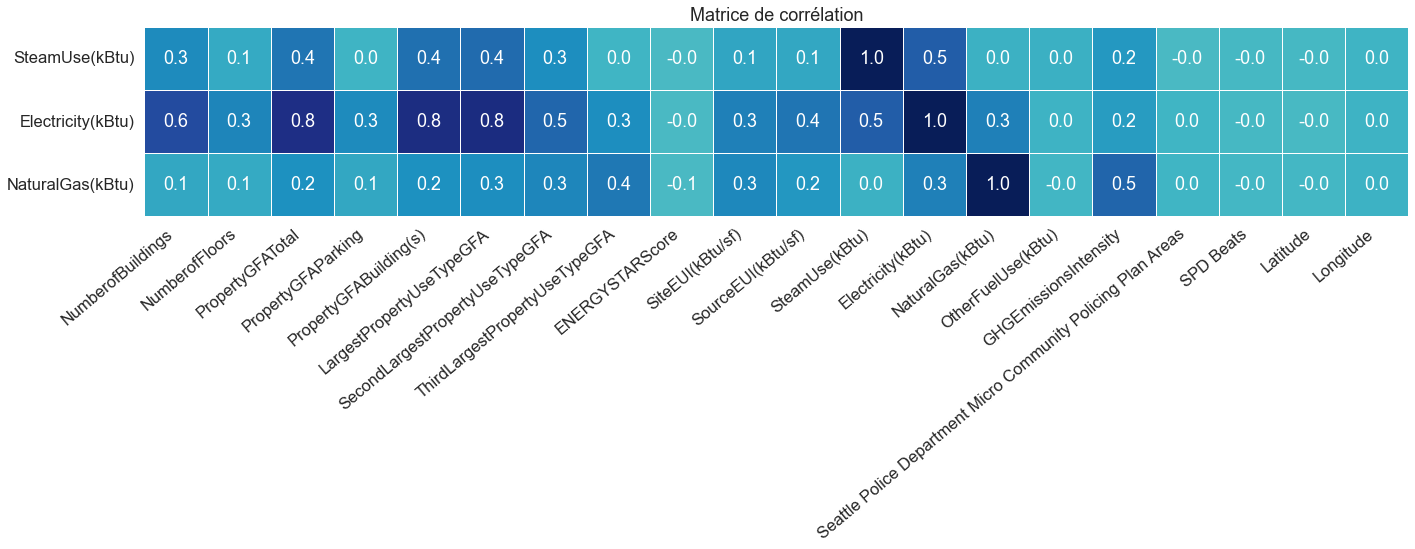 Matrice de corrélation
SteamUse(kBtu) 0.3 0.1 0.4 0.0 0.4 0.4 0.3 0.0 -0.0 0.1 0.1 1.0 0.5 0.0 0.0 0.2 -0.0 -0.0 -0.0 0.0
Electricity(kBtu) 0.6 0.3 0.8 0.3 0.8 0.8 0.5 0.3 -0.0 0.3 0.4 0.5 1.0 0.3 0.0 0.2 0.0 -0.0 -0.0 0.0
NaturalGas(kBtu) 0.1 0.1 0.2 0.1 0.2 0.3 0.3 0.4 -0.1 0.3 0.2 0.0 0.3 1.0 -0.0 0.5 0.0 -0.0 -0.0 0.0
NumberofBuildings
NumberofFloors
PropertyGFATotal
PropertyGFAParking
PropertyGFABuilding(s)
LargestPropertyUseTypeGFA
SecondLargestPropertyUseTypeGFA
ThirdLargestPropertyUseTypeGFA
ENERGYSTARScore
SiteEUI(kBtu/sf)
SourceEUI(kBtu/sf)
SteamUse(kBtu)
Electricity(kBtu)
NaturalGas(kBtu)
OtherFuelUse(kBtu)
GHGEmissionsIntensity
Seattle Police Department Micro Community Policing Plan Areas
SPD Beats
Latitude
Longitude